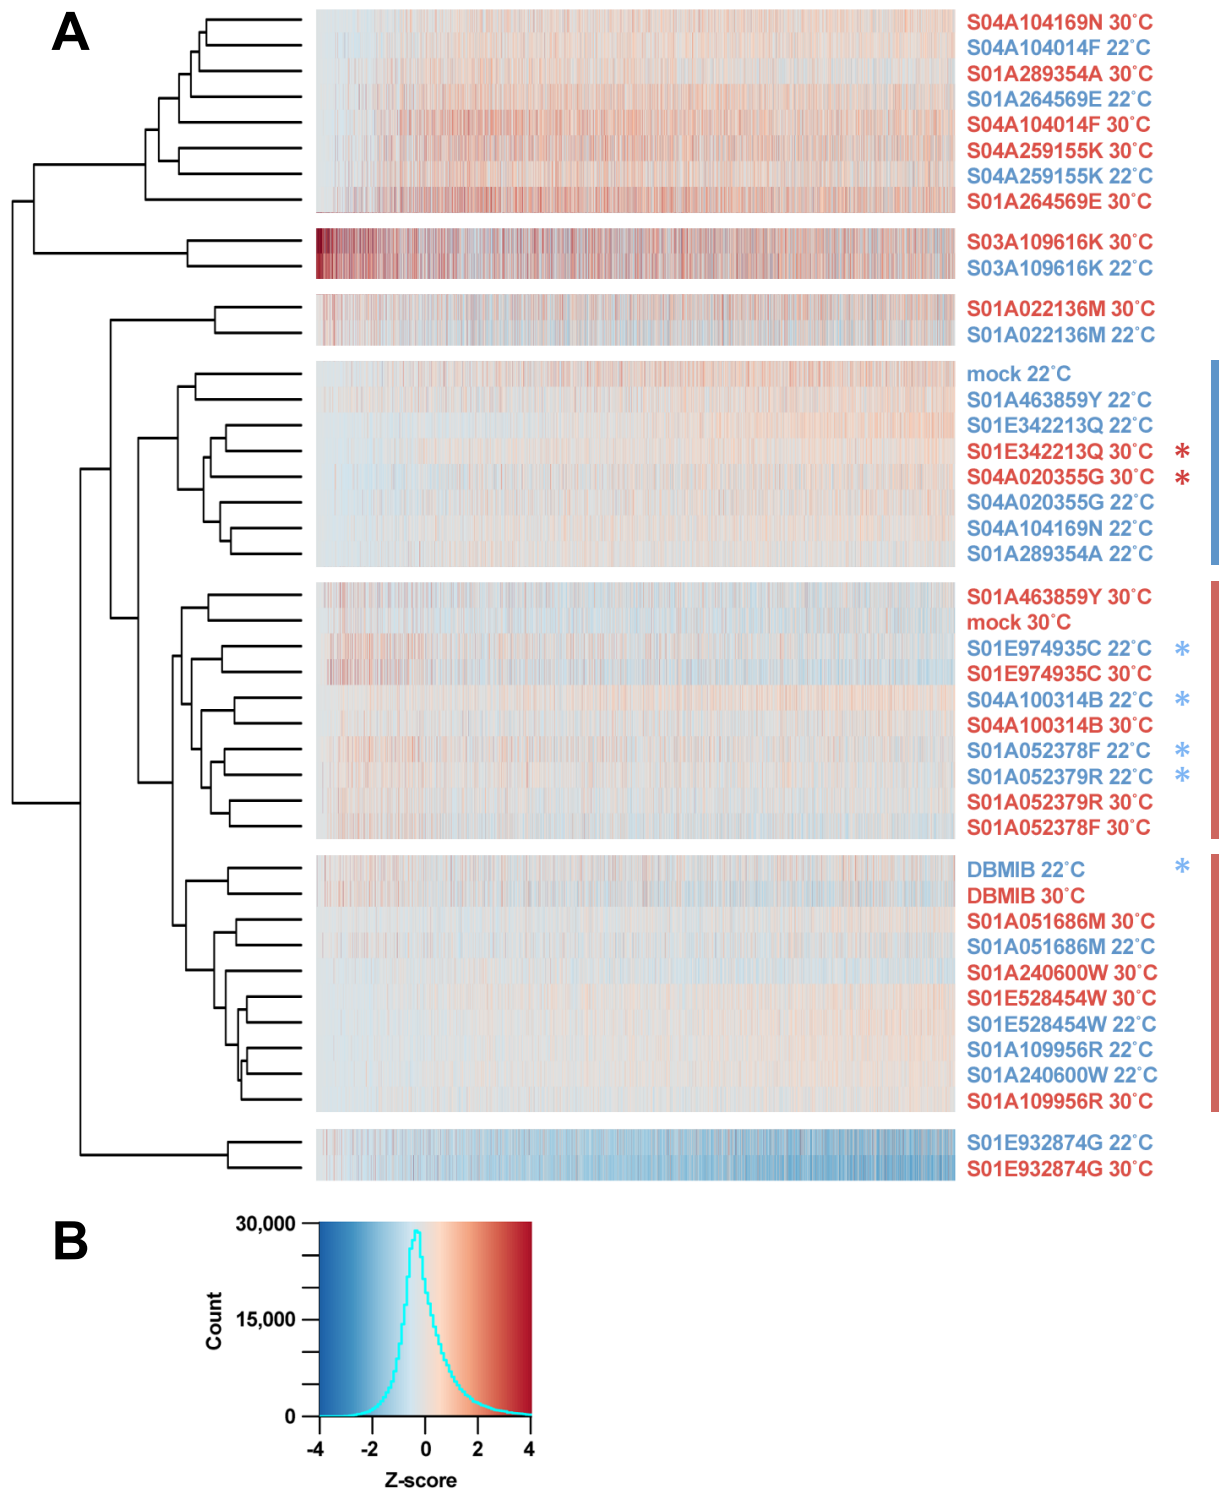 A
S04A104169N 30°C
S04A104014F 22°C
S01A289354A 30°C
S01A264569E 22°C
S04A104014F 30°C
S04A259155K 30°C
S04A259155K 22°C
S01A264569E 30°C
S03A109616K 30°C
S03A109616K 22°C
S01A022136M 30°C
S01A022136M 22°C
mock 22°C
S01A463859Y 22°C
S01E342213Q 22°C
S01E342213Q 30°C *
S04A020355G 30°C *
S04A020355G 22°C
S04A104169N 22°C
S01A289354A 22°C
S01A463859Y 30°C
mock 30°C
S01E974935C 22°C *
S01E974935C 30°C
S04A100314B 22°C *
S04A100314B 30°C
S01A052378F 22°C *
S01A052379R 22°C *
S01A052379R 30°C
S01A052378F 30°C
DBMIB 22°C *
DBMIB 30°C
S01A051686M 30°C
S01A051686M 22°C
S01A240600W 30°C
S01E528454W 30°C
S01E528454W 22°C
S01A109956R 22°C
S01A240600W 22°C
S01A109956R 30°C
S01E932874G 22°C
S01E932874G 30°C
B
30,000
15,000
0
Count
-4 -2 0 2 4
Z-score